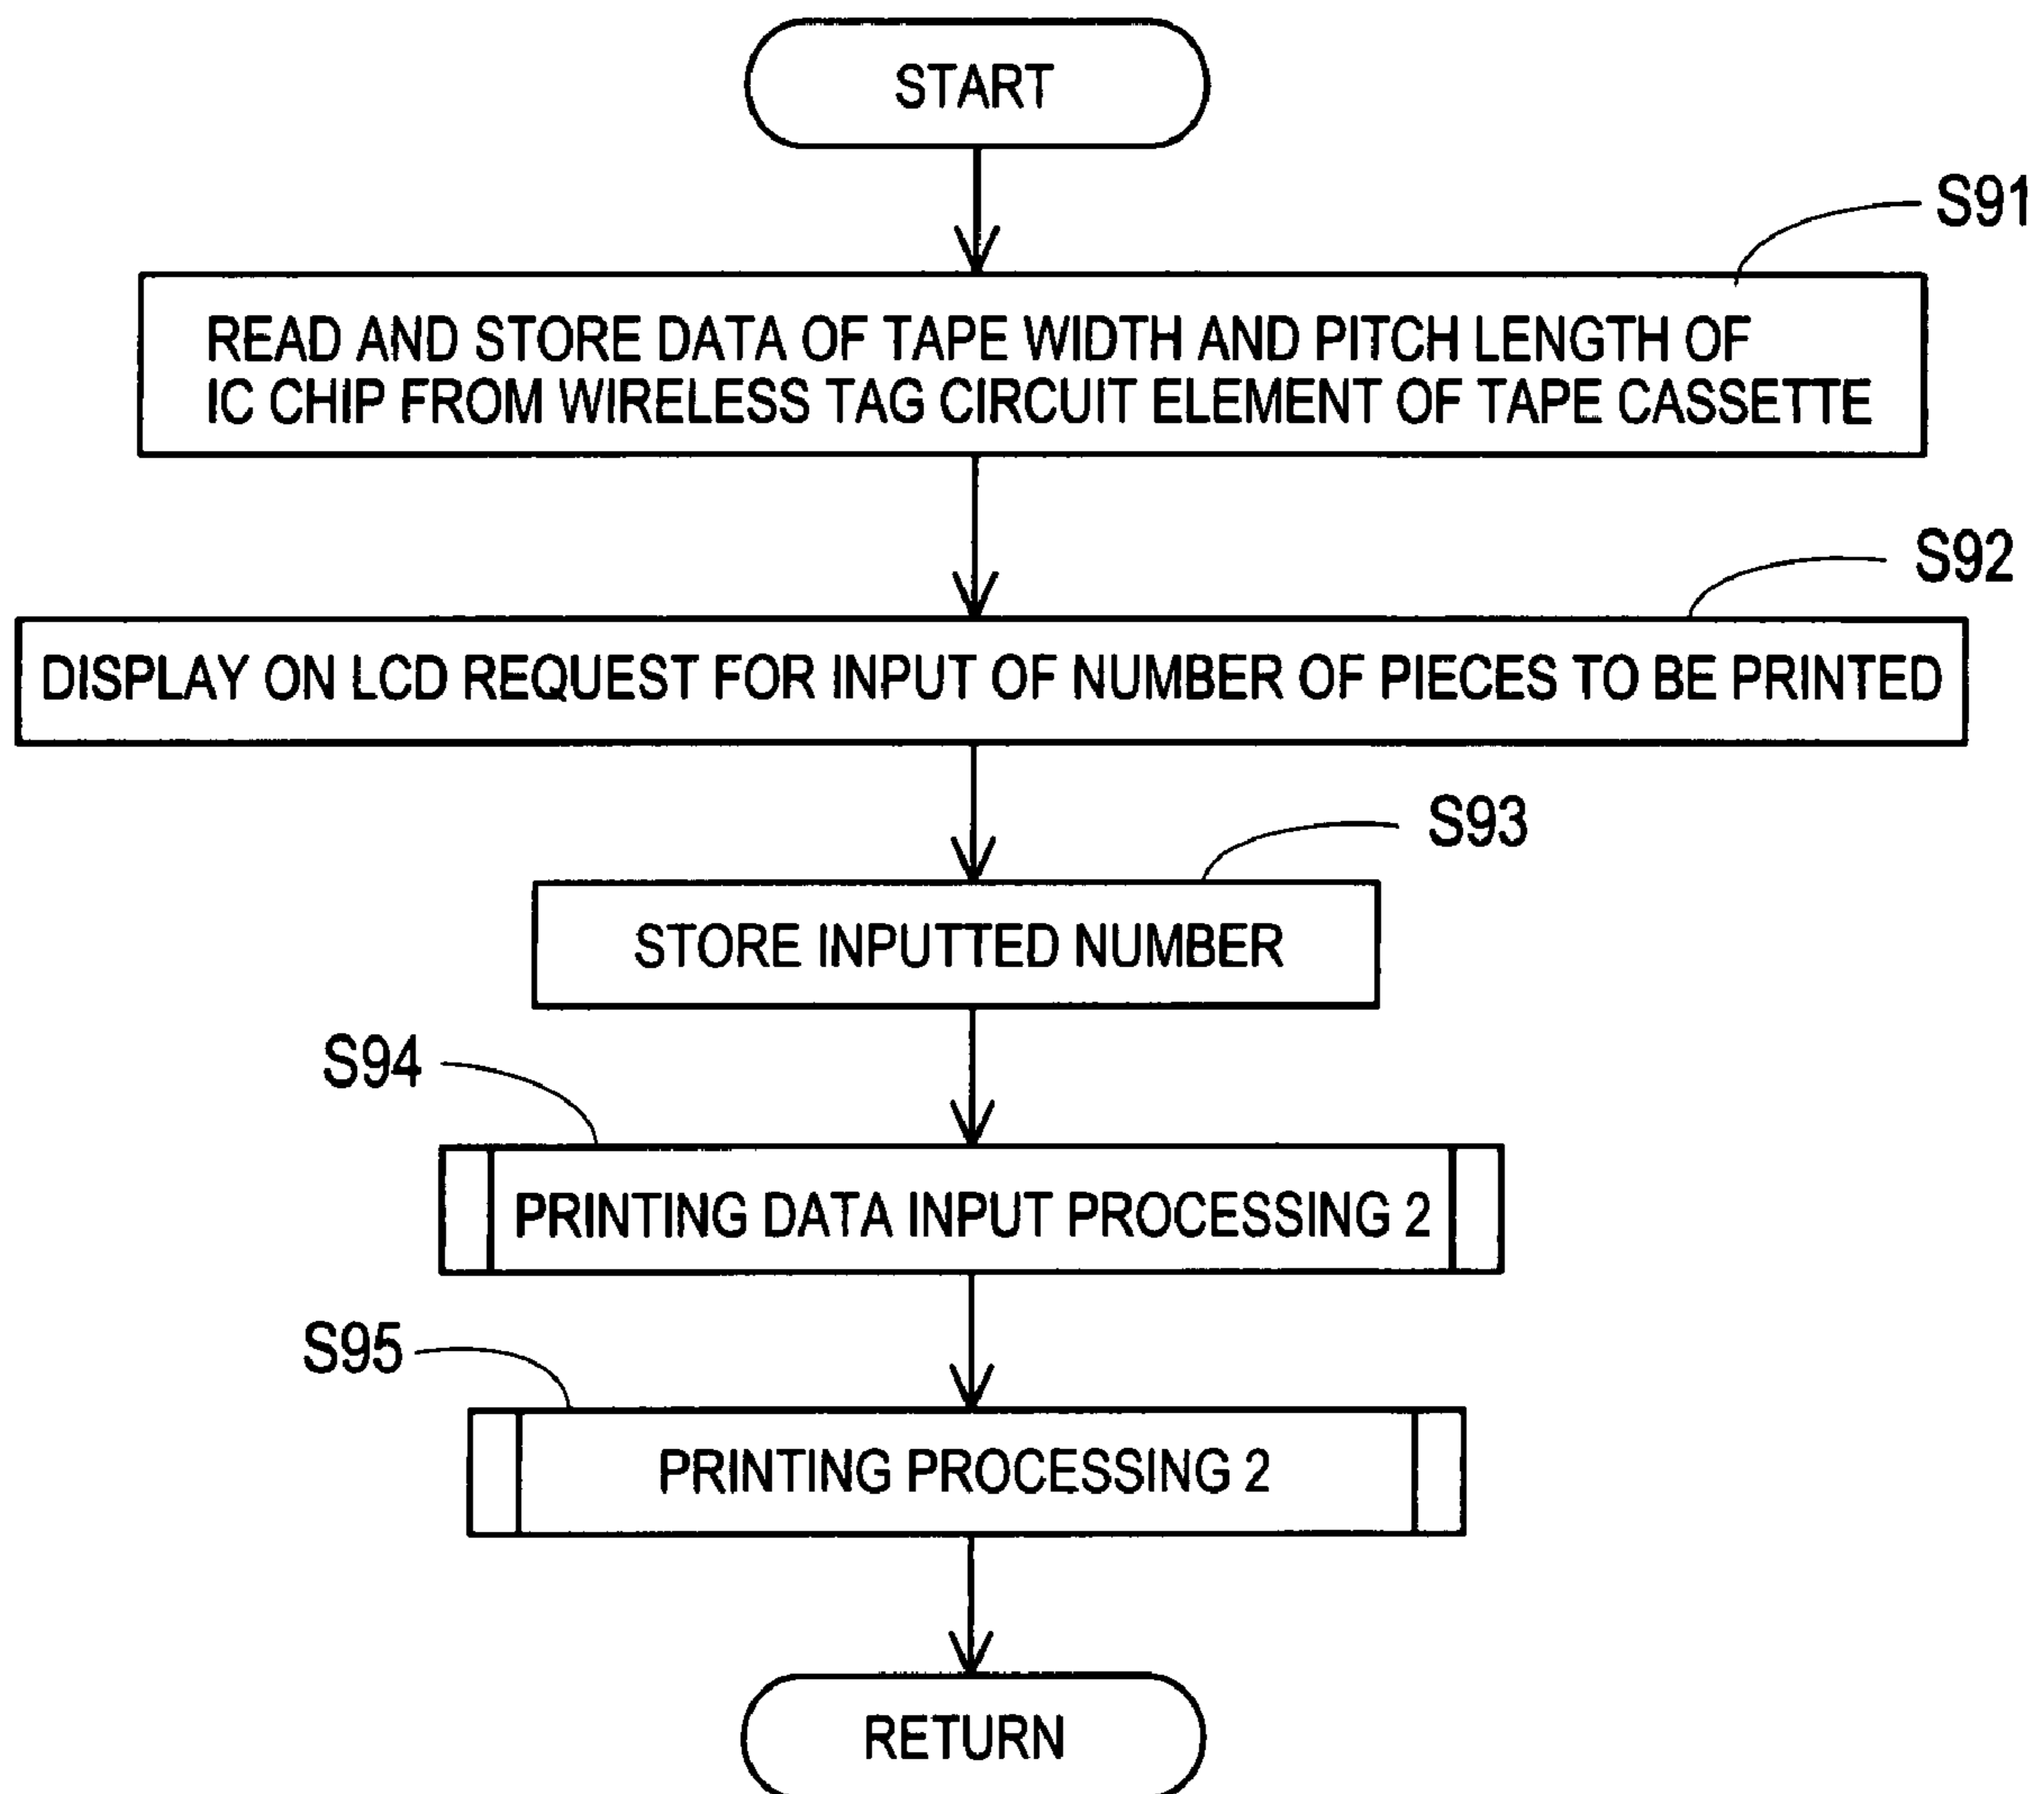 START
S91
READ AND STORE DATA OF TAPE WIDTH AND PITCH LENGTH OF
IC CHIP FROM WIRELESS TAG CIRCUIT ELEMENT OF TAPE CASSETTE
S92
DISPLAY ON LCD REQUEST FOR INPUT OF NUMBER OF PIECES TO BE PRINTED
S93
STORE INPUTTED NUMBER
S94
PRINTING DATA INPUT PROCESSING 2
S95
PRINTING PROCESSING 2
RETURN